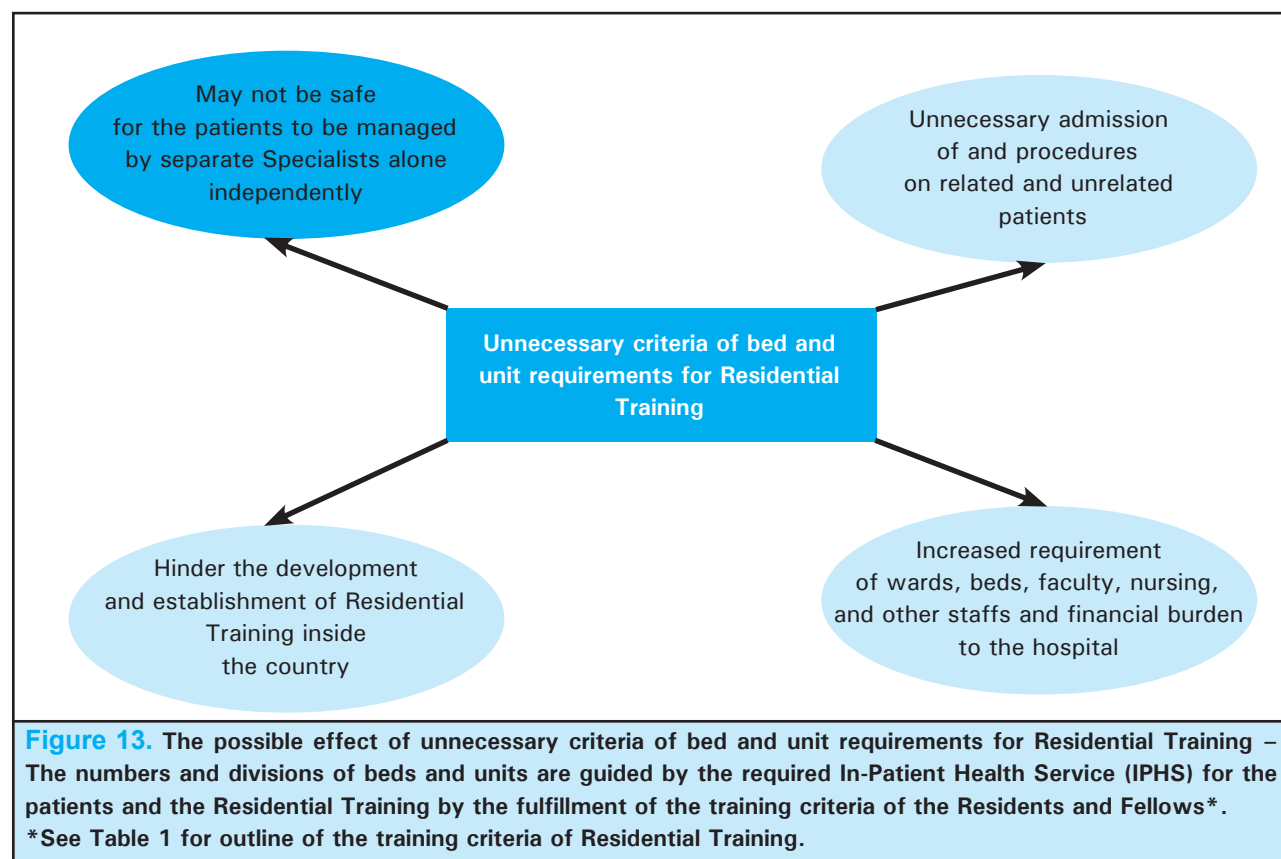 May not be safe
for the patients to be managed
by separate Specialists alone
independently
Unnecessary admission
of and procedures
on related and unrelated
patients
Unnecessary criteria of bed and
unit requirements for Residential
Training
Hinder the development
and establishment of Residential
Training inside
the country
Increased requirement
of wards, beds, faculty, nursing,
and other staffs and financial burden
to the hospital
Figure 13. The possible effect of unnecessary criteria of bed and unit requirements for Residential Training –
The numbers and divisions of beds and units are guided by the required In-Patient Health Service (IPHS) for the
patients and the Residential Training by the fulfillment of the training criteria of the Residents and Fellows*.
*See Table 1 for outline of the training criteria of Residential Training.